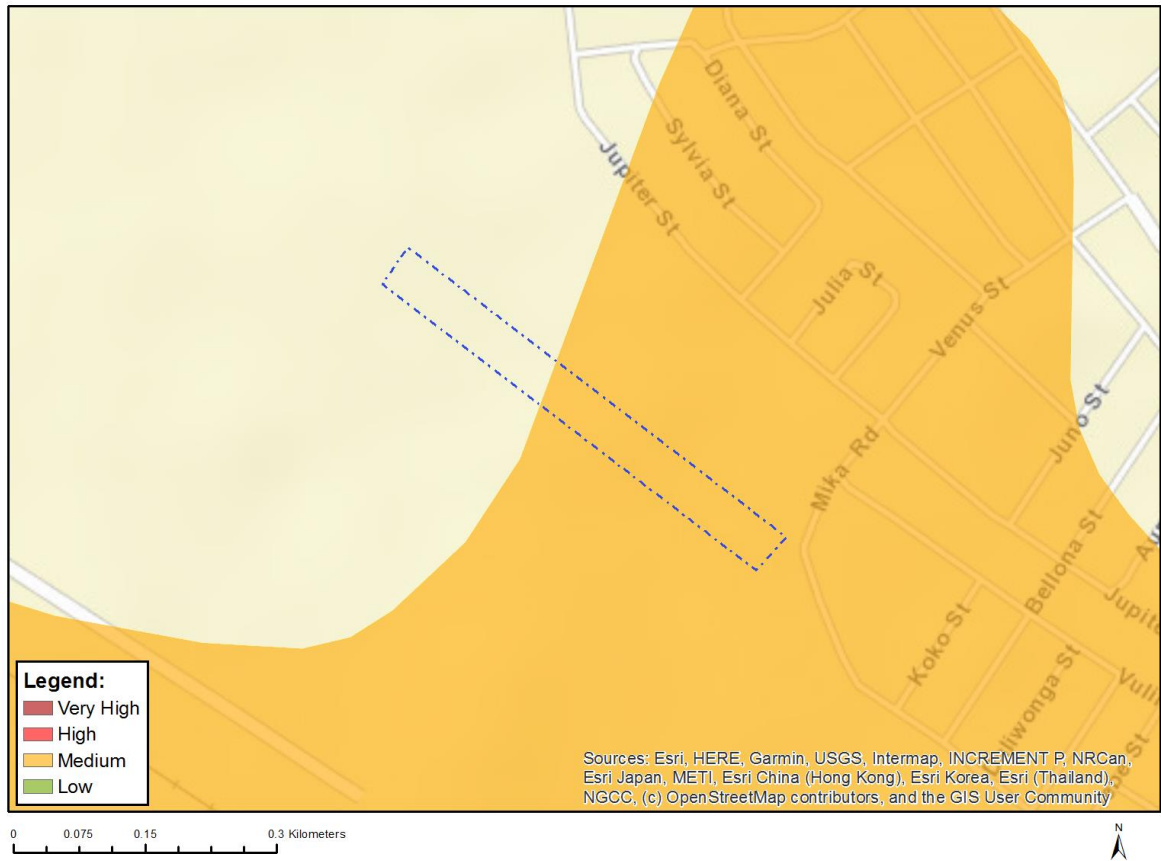 Diana St
Sylvia St
Jupiter St
Julia St
Venus St
Mika Rd
Juno St
Bellona St
Koko St
Legend:
Very High
High
Medium
Low
Sources: Esri, HERE, Garmin, USGS, Intermap, INCREMENT P, NRCan,
Esri Japan, METI, Esri China (Hong Kong), Esri Korea, Esri (Thailand),
NGCC, (c) OpenStreetMap contributors, and the GIS User Community
0 0.075 0.15 0.3 Kilometers
N